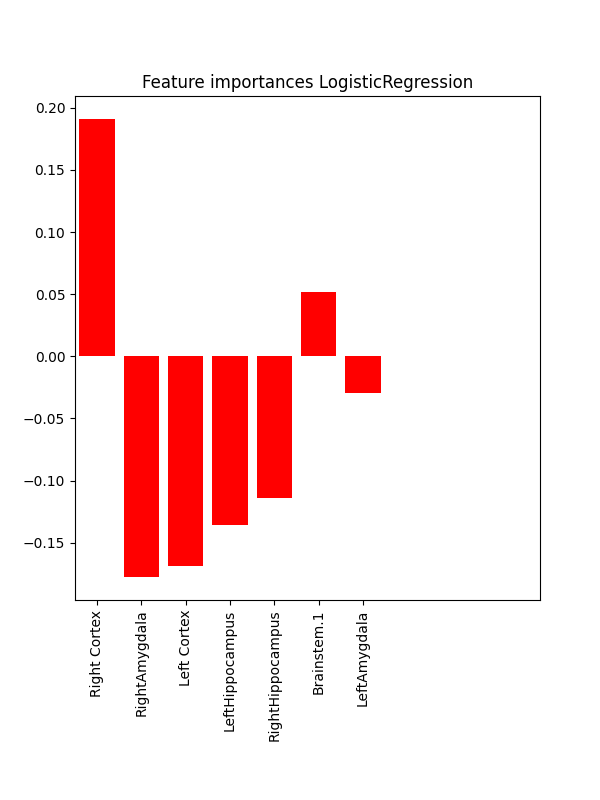 Feature importances LogisticRegression
0.20
0.15
0.10
0.05
0.00
−0.05
−0.10
−0.15
Right Cortex
RightAmygdala
Left Cortex
LeftHippocampus
RightHippocampus
Brainstem.1
LeftAmygdala